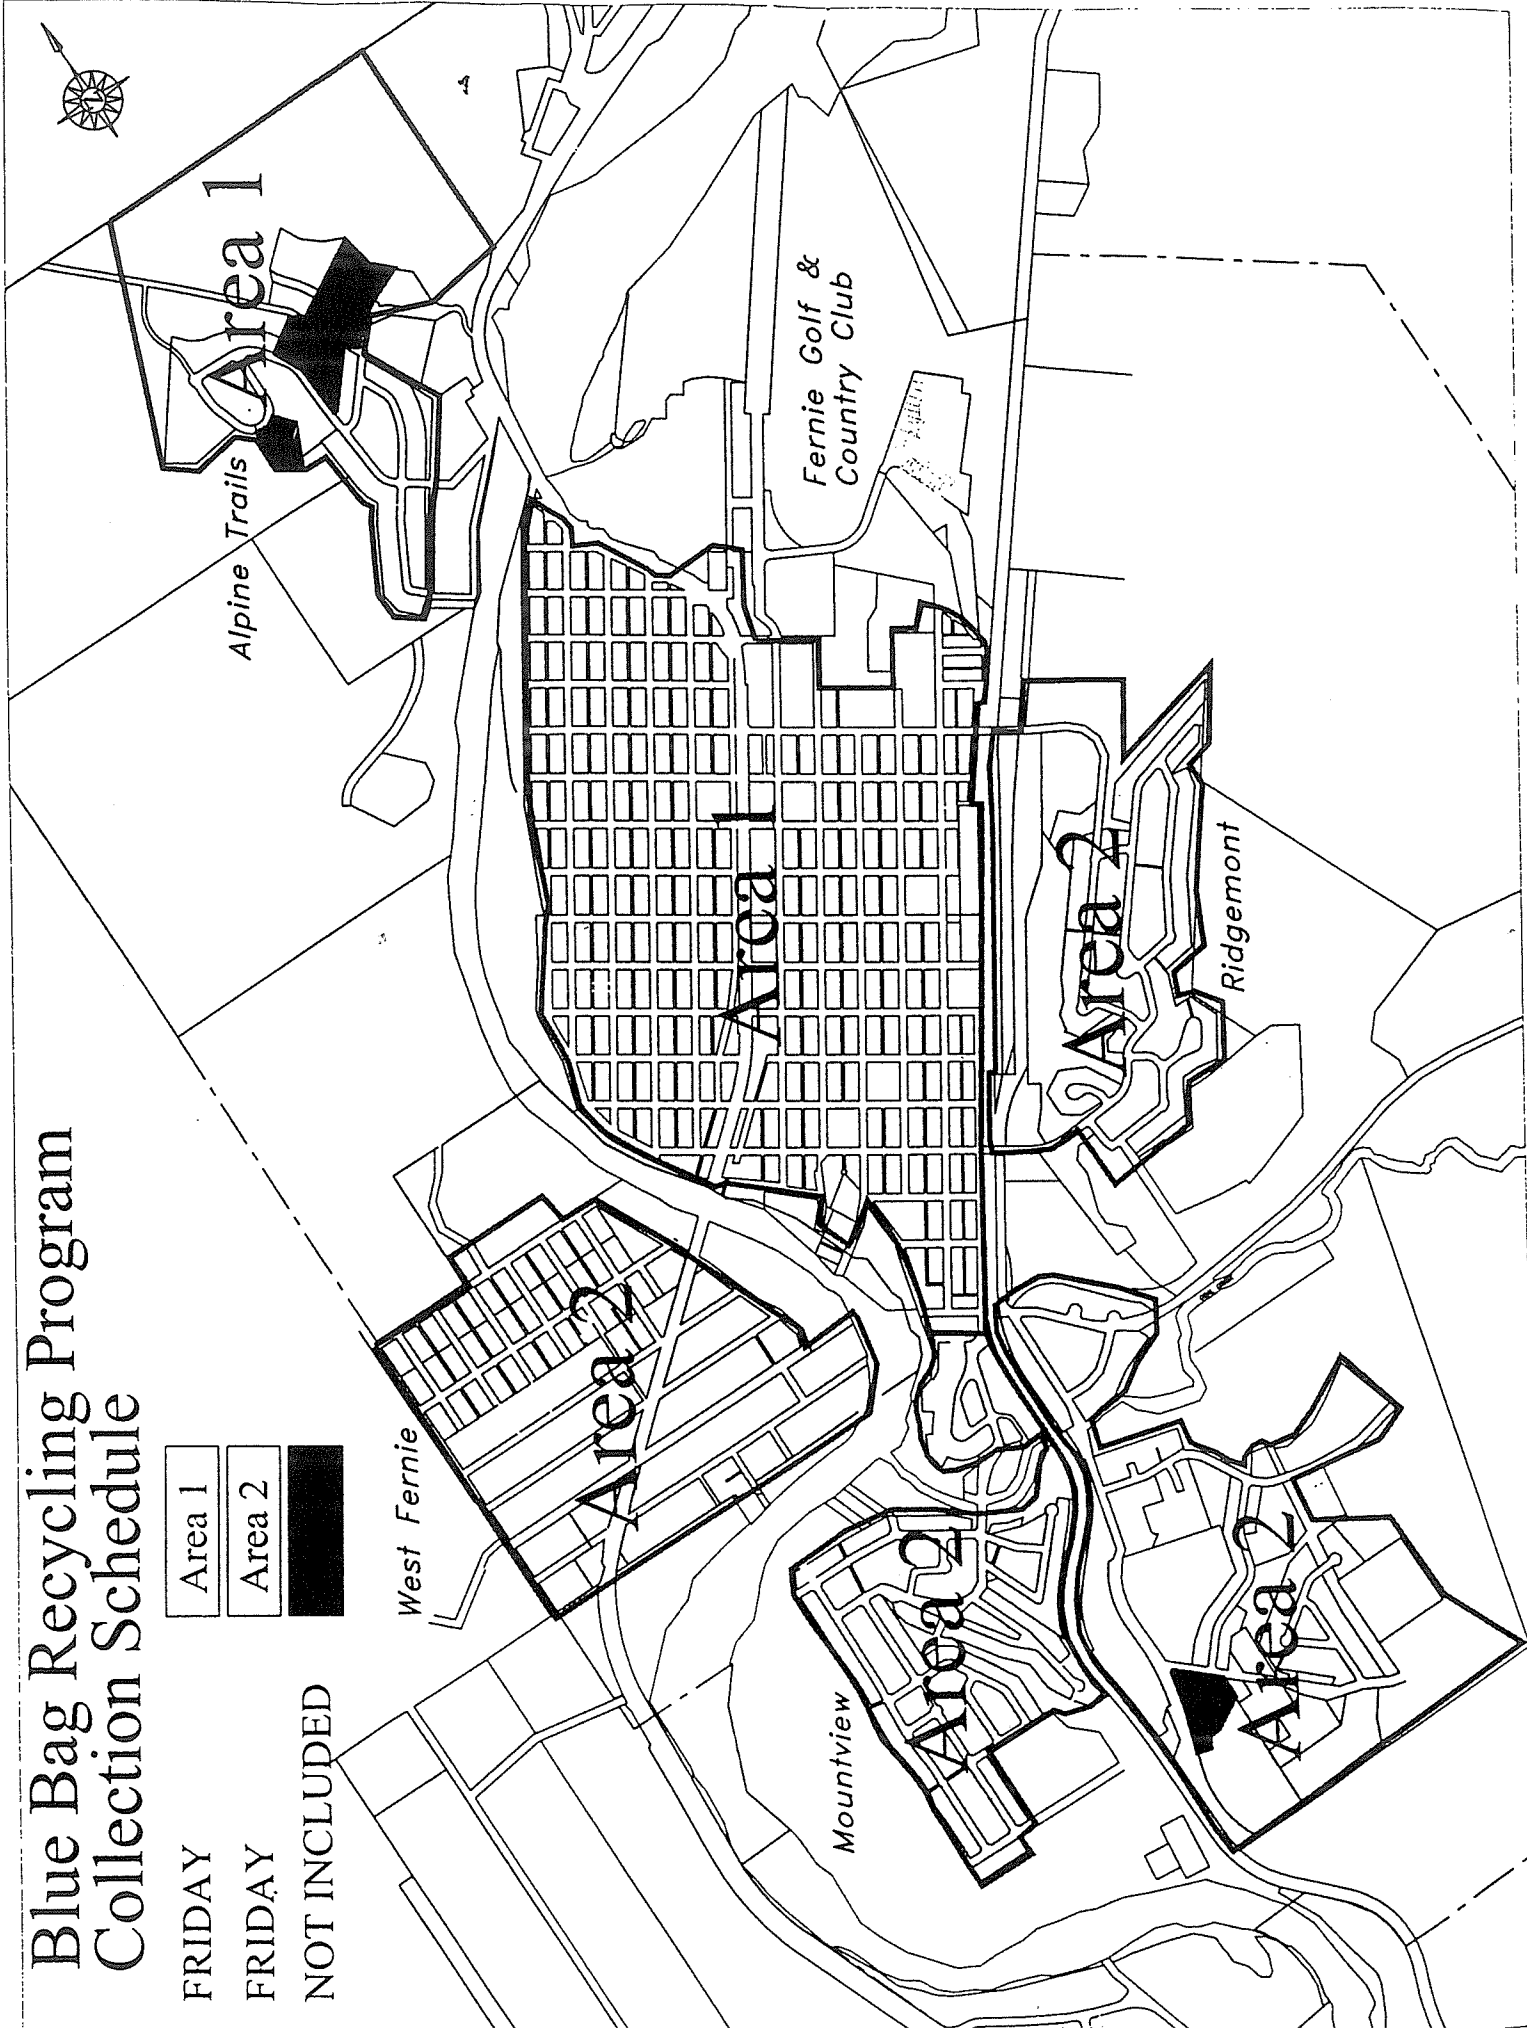 Blue Bag Recycling Program
Collection Schedule
FRIDAY Area 1
FRIDAY Area 2
NOT INCLUDED
West Fernie
Area 2
Alpine Trails
Area 1
Area 1
Fernie Golf &
Country Club
Mountview
Area 2
Area 2
Ridgemont
Area 2